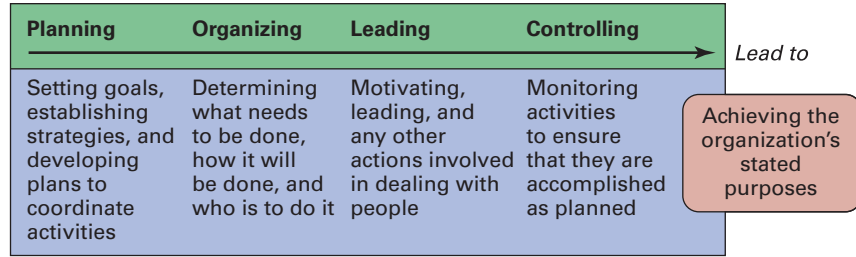 Planning
Organizing
Leading
Controlling
Lead to
Setting goals,
establishing
strategies, and
developing
plans to
coordinate
activities
Determining
what needs
to be done,
how it will
be done, and
who is to do it
Motivating,
leading, and
any other
actions involved
in dealing with
people
Monitoring
activities
to ensure
that they are
accomplished
as planned
Achieving the
organization's
stated
purposes